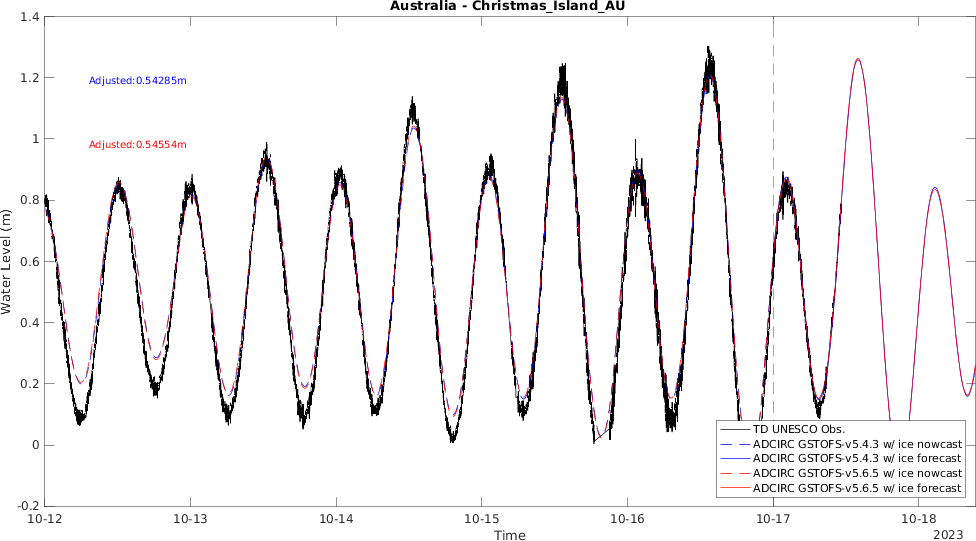 Australia - Christmas_Island_AU
1.4
1.2
1
0.8
0.6
0.4
0.2
0
-0.2
Water Level (m)
Adjusted:0.54285m
Adjusted:0.54554m
TD UNESCO Obs.
ADCIRC GSTOFS-v5.4.3 w/ ice nowcast
ADCIRC GSTOFS-v5.4.3 w/ ice forecast
ADCIRC GSTOFS-v5.6.5 w/ ice nowcast
ADCIRC GSTOFS-v5.6.5 w/ ice forecast
10-12 10-13 10-14 10-15 10-16 10-17 10-18
Time
2023